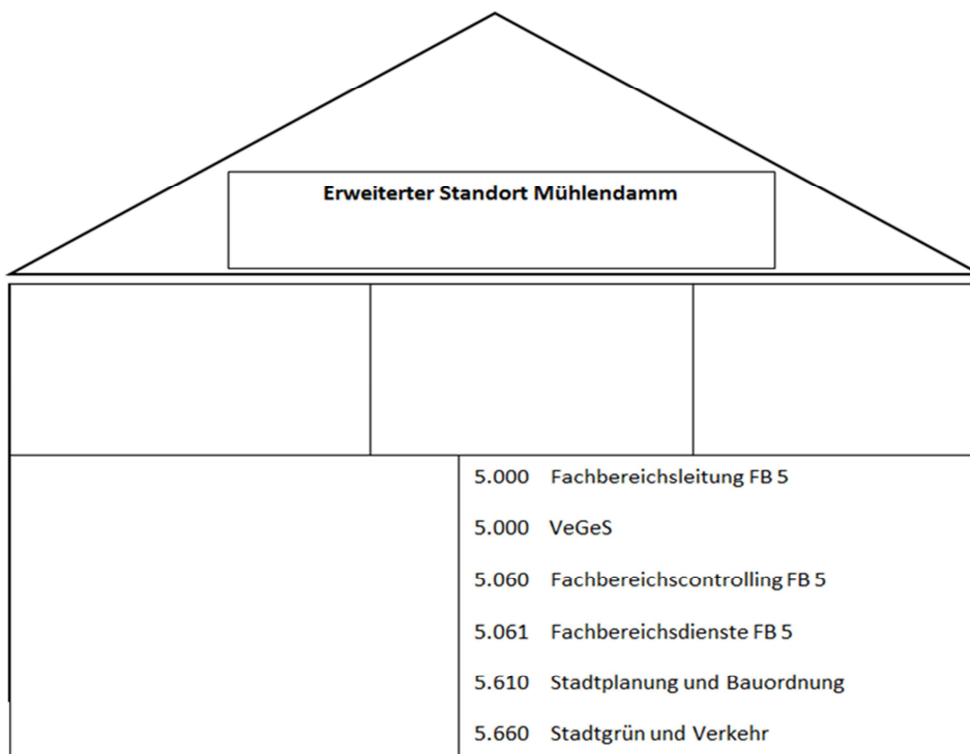 Erweiterter Standort Mühlendamm
5.000 Fachbereichsleitung FB 5
5.000 VeGeS
5.060 Fachbereichscontrolling FB 5
5.061 Fachbereichsdienste FB 5
5.610 Stadtplanung und Bauordnung
5.660 Stadtgrün und Verkehr